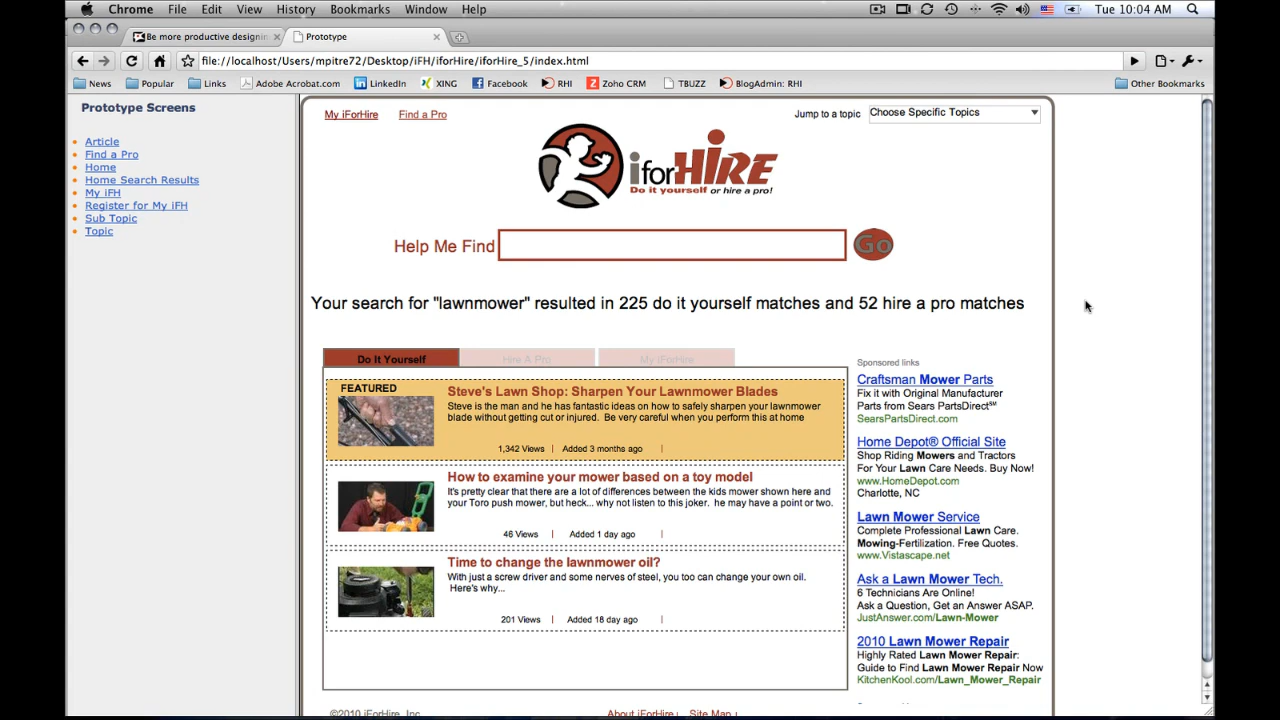 Chrome File Edit View History Bookmarks Window Help Tue 10:04 AM
Be more productive designin
Prototype
file://localhost/Users/mpitre72/Desktop/iFH/iforHire/iforHire_5/index.html
News Popular Links Adobe Acrobat.com LinkedIn XING Facebook RHI Zoho CRM TBUZZ BlogAdmin: RHI Other Bookmarks
Prototype Screens
Article
Find a Pro
Home
Home Search Results
My iFH
Register for My iFH
Sub Topic
Topic
My iForHire Find a Pro Jump to a topic Choose Specific Topics
iforHIRE
Do it yourself or hire a pro!
Help Me Find Go
Your search for "lawnmower" resulted in 225 do it yourself matches and 52 hire a pro matches
Do It Yourself Hire A Pro My iForHire
FEATURED
Steve's Lawn Shop: Sharpen Your Lawnmower Blades
Steve is the man and he has fantastic ideas on how to safely sharpen your lawnmower
blade without getting cut or injured. Be very careful when you perform this at home
1,342 Views | Added 3 months ago |
How to examine your mower based on a toy model
It's pretty clear that there are a lot of differences between the kids mower shown here and
your Toro push mower, but heck... why not listen to this joker. he may have a point or two.
46 Views | Added 1 day ago |
Time to change the lawnmower oil?
With just a screw driver and some nerves of steel, you too can change your own oil.
Here's why...
201 Views | Added 18 day ago |
Sponsored links
Craftsman Mower Parts
Fix it with Original Manufacturer
Parts from Sears PartsDirect℠
SearsPartsDirect.com
Home Depot® Official Site
Shop Riding Mowers and Tractors
For Your Lawn Care Needs. Buy Now!
www.HomeDepot.com
Charlotte, NC
Lawn Mower Service
Complete Professional Lawn Care.
Mowing-Fertilization. Free Quotes.
www.Vistascape.net
Ask a Lawn Mower Tech.
6 Technicians Are Online!
Ask a Question, Get an Answer ASAP.
JustAnswer.com/Lawn-Mower
2010 Lawn Mower Repair
Highly Rated Lawn Mower Repair:
Guide to Find Lawn Mower Repair Now
KitchenKool.com/Lawn_Mower_Repair
©2010 iForHire, Inc. About iForHire | Site Map |